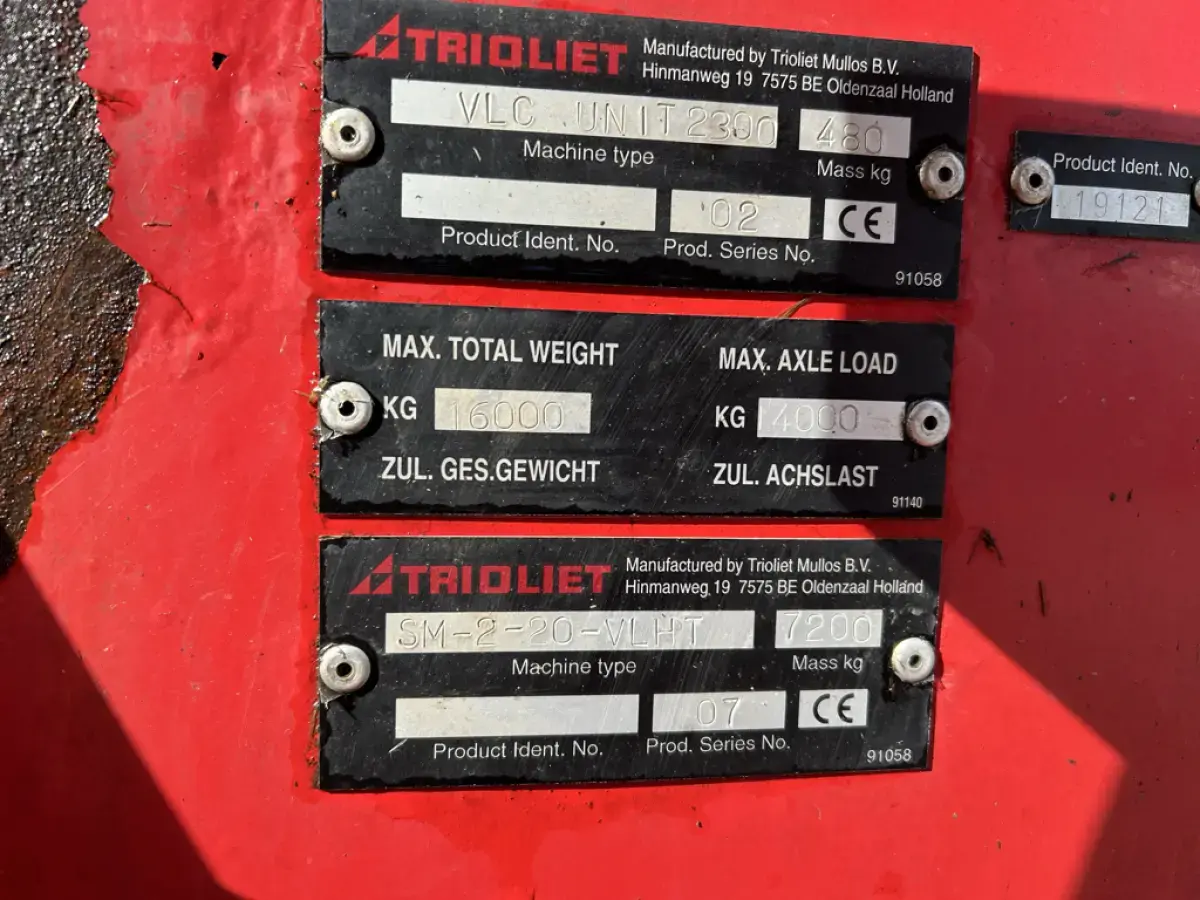 TRIOLIET Manufactured by Trioliet Mullos B.V.
Hinmanweg 19 7575 BE Oldenzaal Holland
VLC UNIT2300 480
Machine type Mass kg
02 CE
Product Ident. No. Prod. Series No.
91058
Product Ident. No.
19121
MAX. TOTAL WEIGHT MAX. AXLE LOAD
KG 16000 KG 14000
ZUL. GES.GEWICHT ZUL. ACHSLAST
91140
TRIOLIET Manufactured by Trioliet Mullos B.V.
Hinmanweg 19 7575 BE Oldenzaal Holland
SM-2-20-VLHT 7200
Machine type Mass kg
07 CE
Product Ident. No. Prod. Series No.
91058